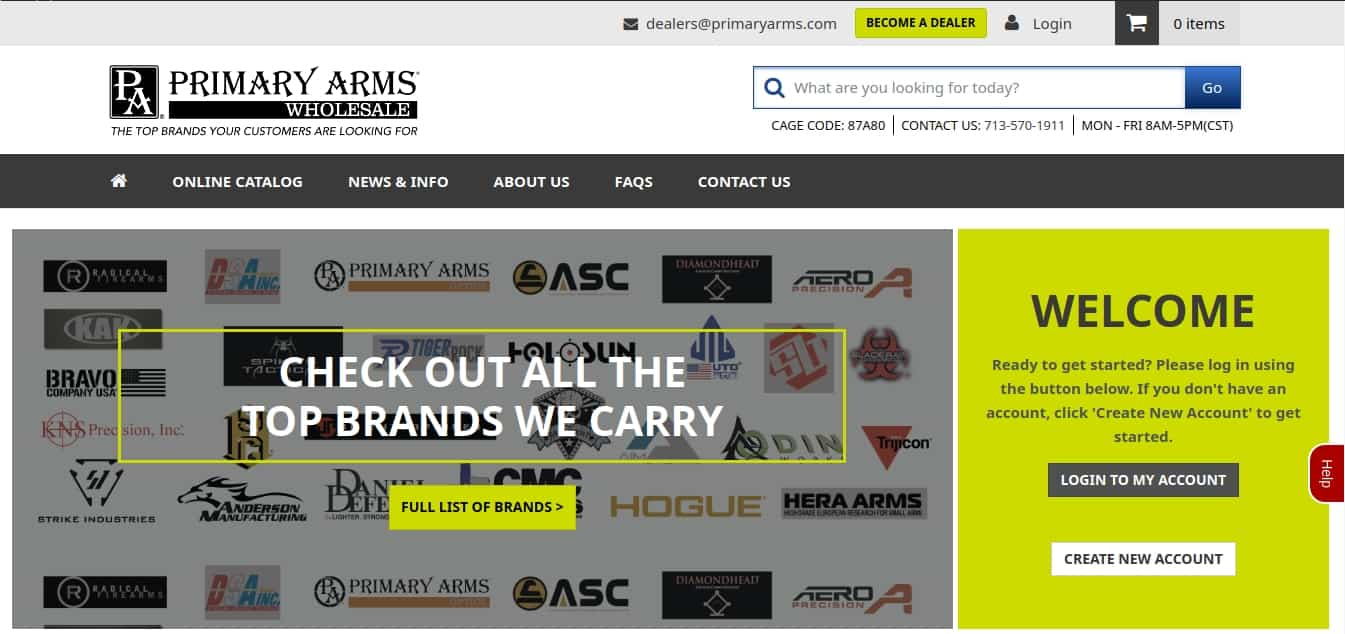 dealers@primaryarms.com
BECOME A DEALER
Login
0 items
PA
PRIMARY ARMS
WHOLESALE
THE TOP BRANDS YOUR CUSTOMERS ARE LOOKING FOR
What are you looking for today?
Go
CAGE CODE: 87A80
CONTACT US: 713-570-1911
MON - FRI 8AM-5PM(CST)
ONLINE CATALOG
NEWS & INFO
ABOUT US
FAQS
CONTACT US
R RADICAL FIREARMS
D&A INC.
PA PRIMARY ARMS
ASC
DIAMONDHEAD
AERO
PRECISION
KAK
HOLOSUN
BRAVO
COMPANY USA
CHECK OUT ALL THE
TOP BRANDS WE CARRY
KNS Precision, Inc.
Trijicon
STRIKE INDUSTRIES
ANDERSON
MANUFACTURING
FULL LIST OF BRANDS >
CMC
HOGUE
HERA ARMS
R RADICAL FIREARMS
D&A INC.
PA PRIMARY ARMS
ASC
DIAMONDHEAD
AERO
PRECISION
WELCOME
Ready to get started? Please log in using
the button below. If you don't have an
account, click 'Create New Account' to get
started.
LOGIN TO MY ACCOUNT
CREATE NEW ACCOUNT
Help